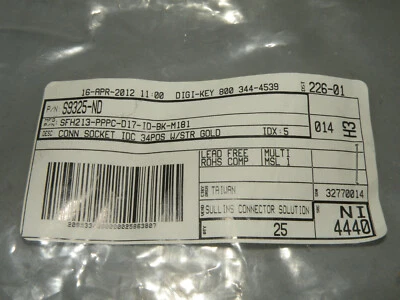 16-APR-2012 11:00 DIGI-KEY 800 344-4539
226-01
P/N: S9325-ND
SFH213-PPPC-D17-ID-BK-M181
DESC: CONN SOCKET IDC 34POS W/STR GOLD IDX:5
014 H3
LEAD FREE MULTI
ROHS COMP MSL 1
TAIWAN
32770014
SULLINS CONNECTOR SOLUTION
25
NI
4440